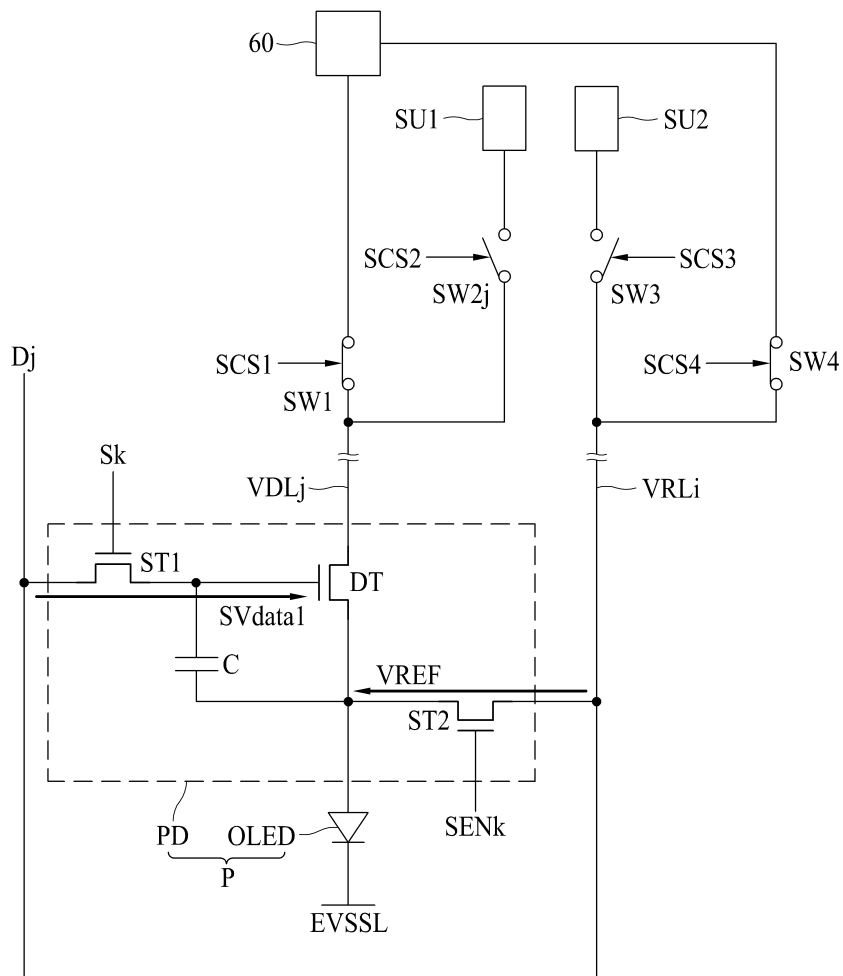 60
SU1
SU2
SCS2
SCS3
SW2j
SW3
Dj
SCS1
SCS4
SW4
SW1
Sk
VDLj
VRLi
ST1
DT
SVdata1
C
VREF
ST2
PD
OLED
SENk
P
EVSSL